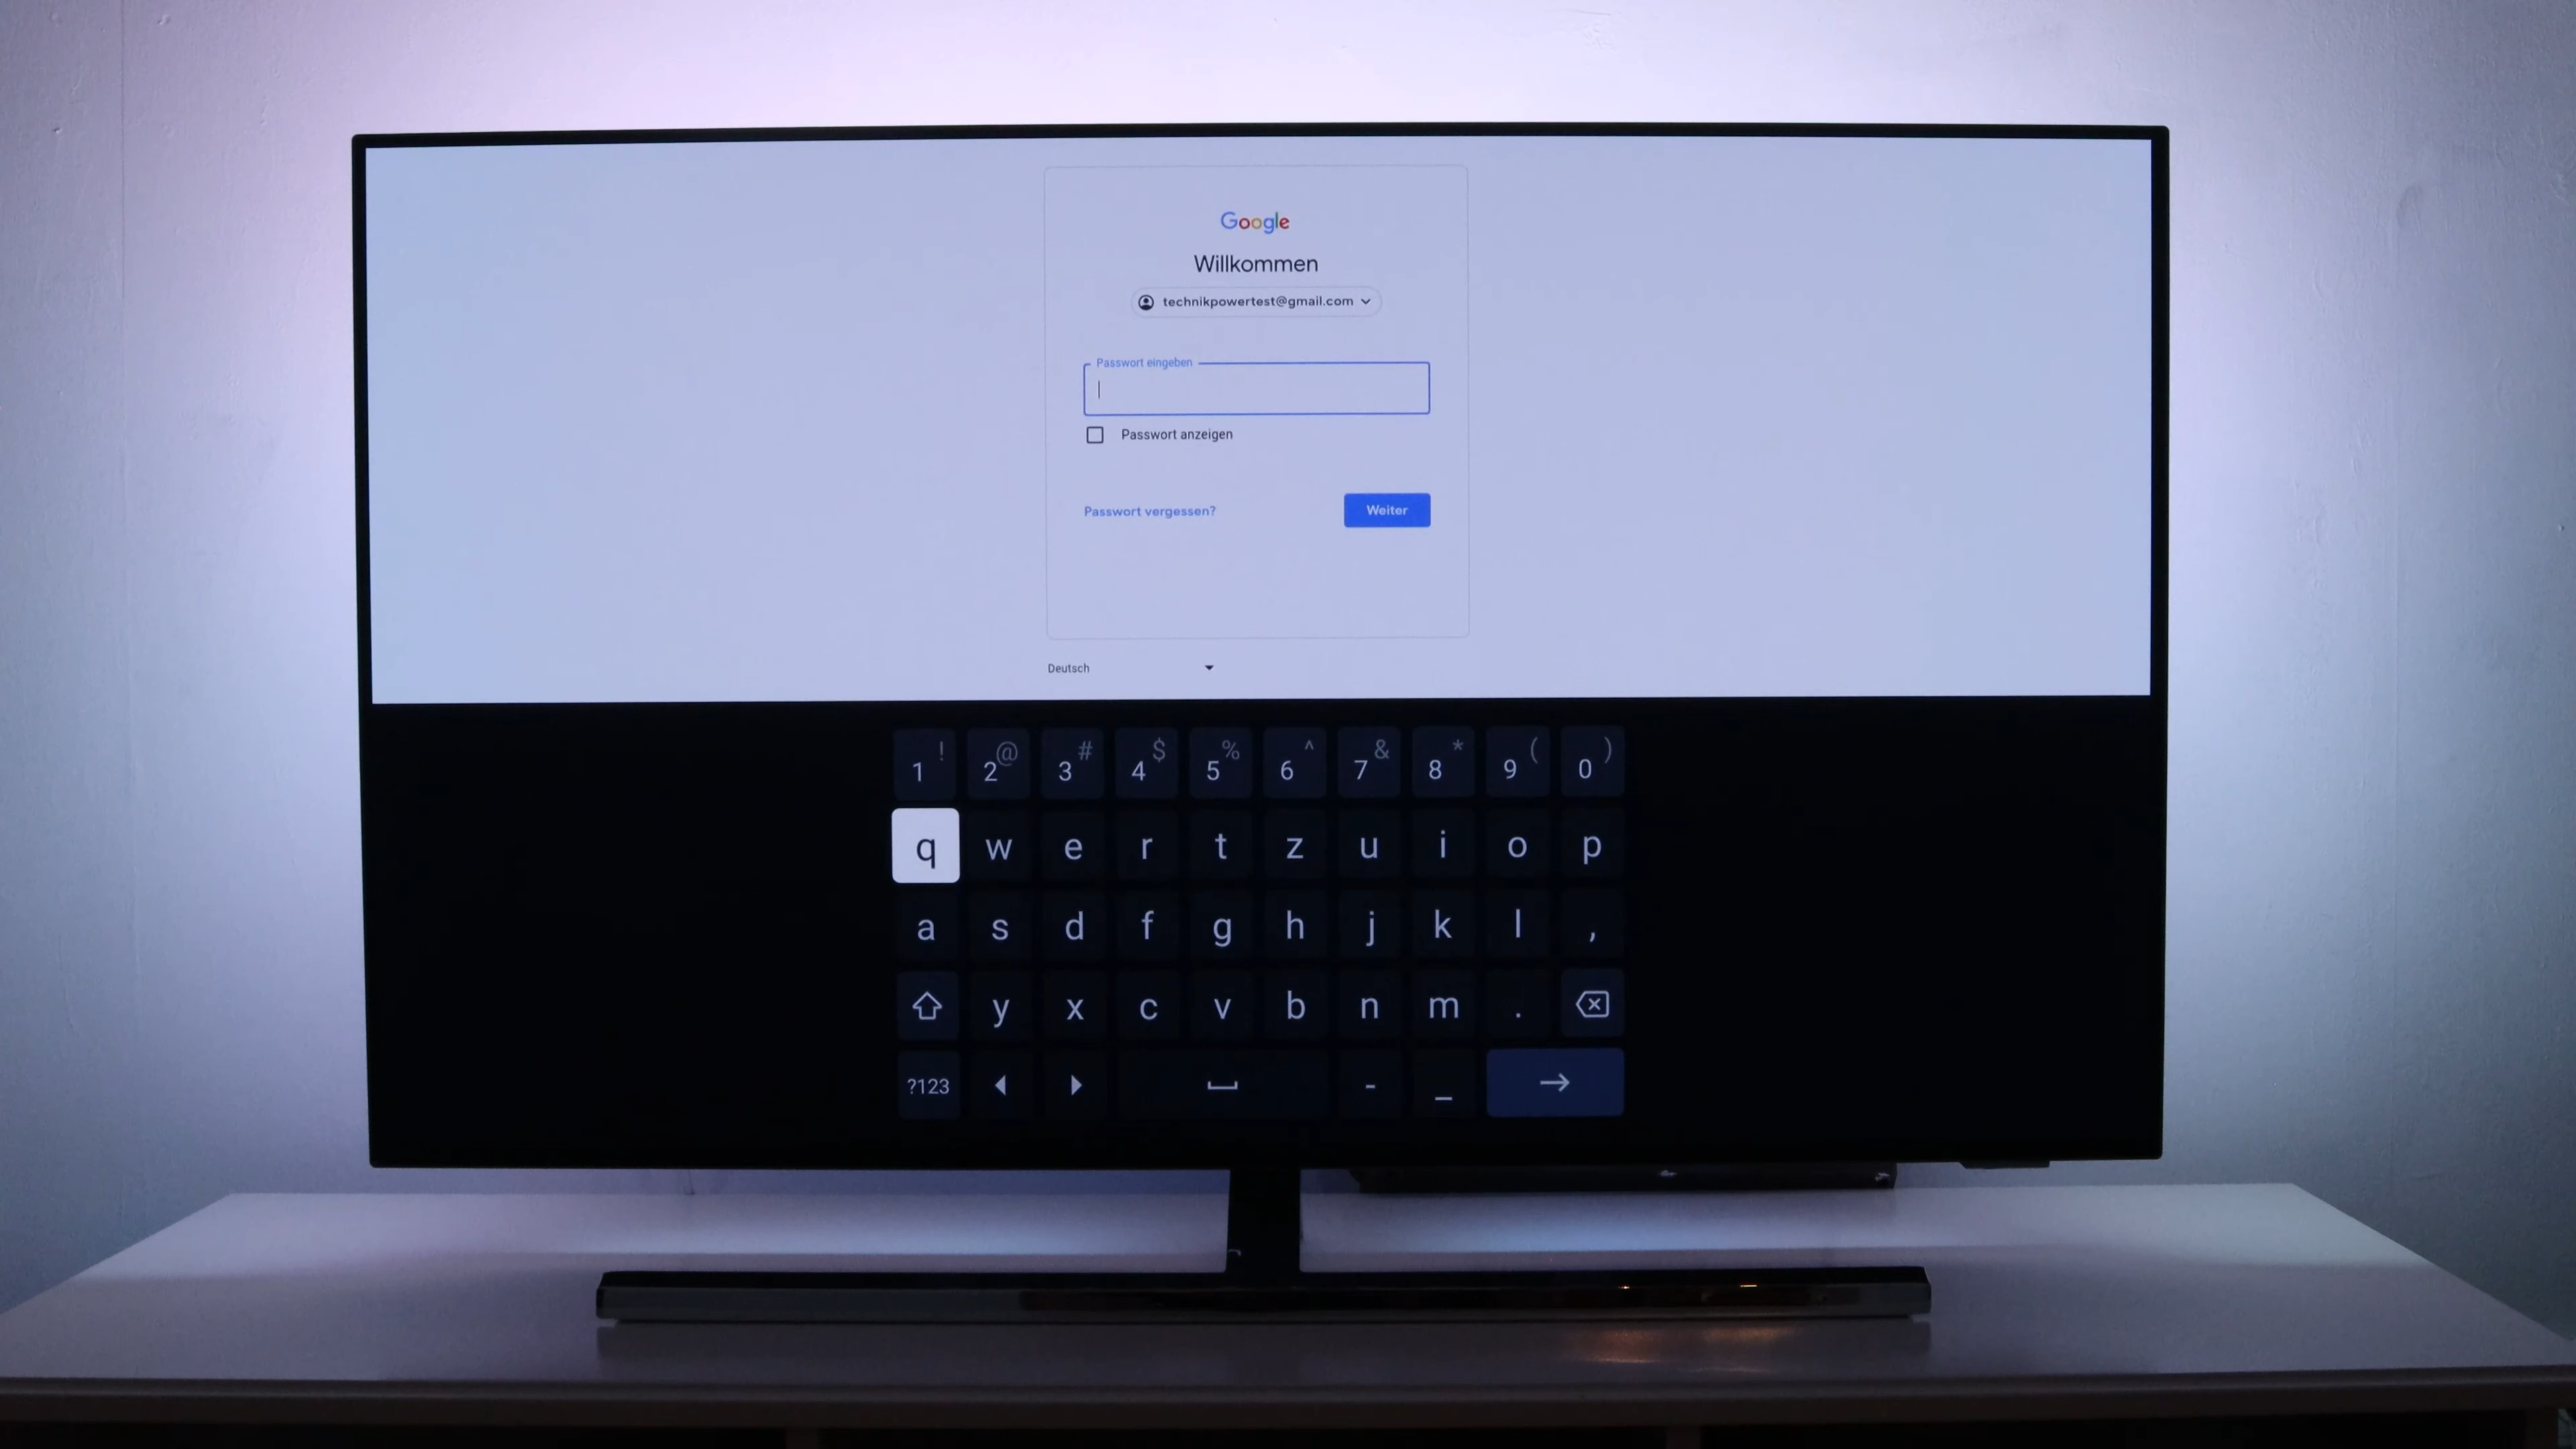 Google
Willkommen
technikpowertest@gmail.com
Passwort eingeben
Passwort anzeigen
Passwort vergessen? Weiter
Deutsch
1 ! 2 @ 3 # 4 $ 5 % 6 ^ 7 & 8 * 9 ( 0 )
q w e r t z u i o p
a s d f g h j k l ,
y x c v b n m .
?123 - _